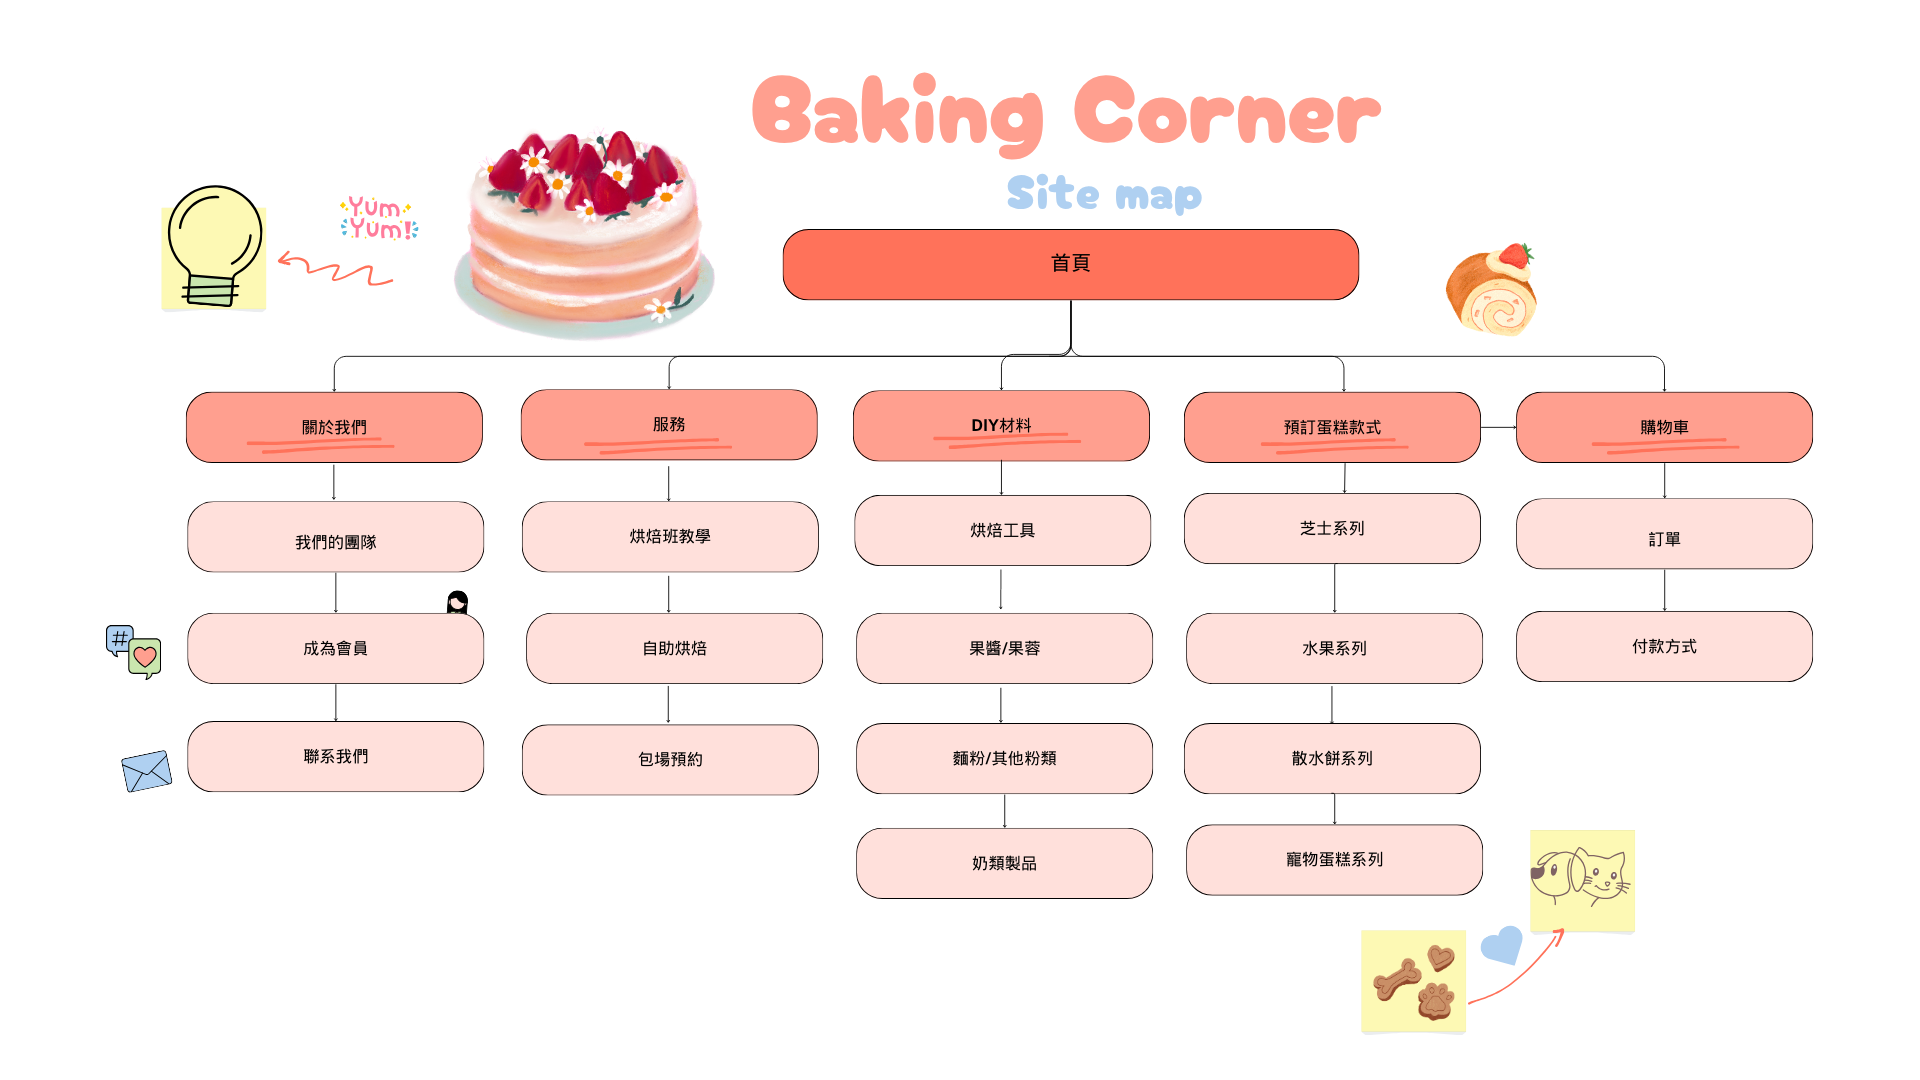 Baking Corner
Site map
Yum
Yum!
首頁
關於我們
服務
DIY材料
預訂蛋糕款式
購物車
我們的團隊
烘焙班教學
烘焙工具
芝士系列
訂單
成為會員
自助烘焙
果醬/果蓉
水果系列
付款方式
#
聯系我們
包場預約
麵粉/其他粉類
散水餅系列
奶類製品
寵物蛋糕系列